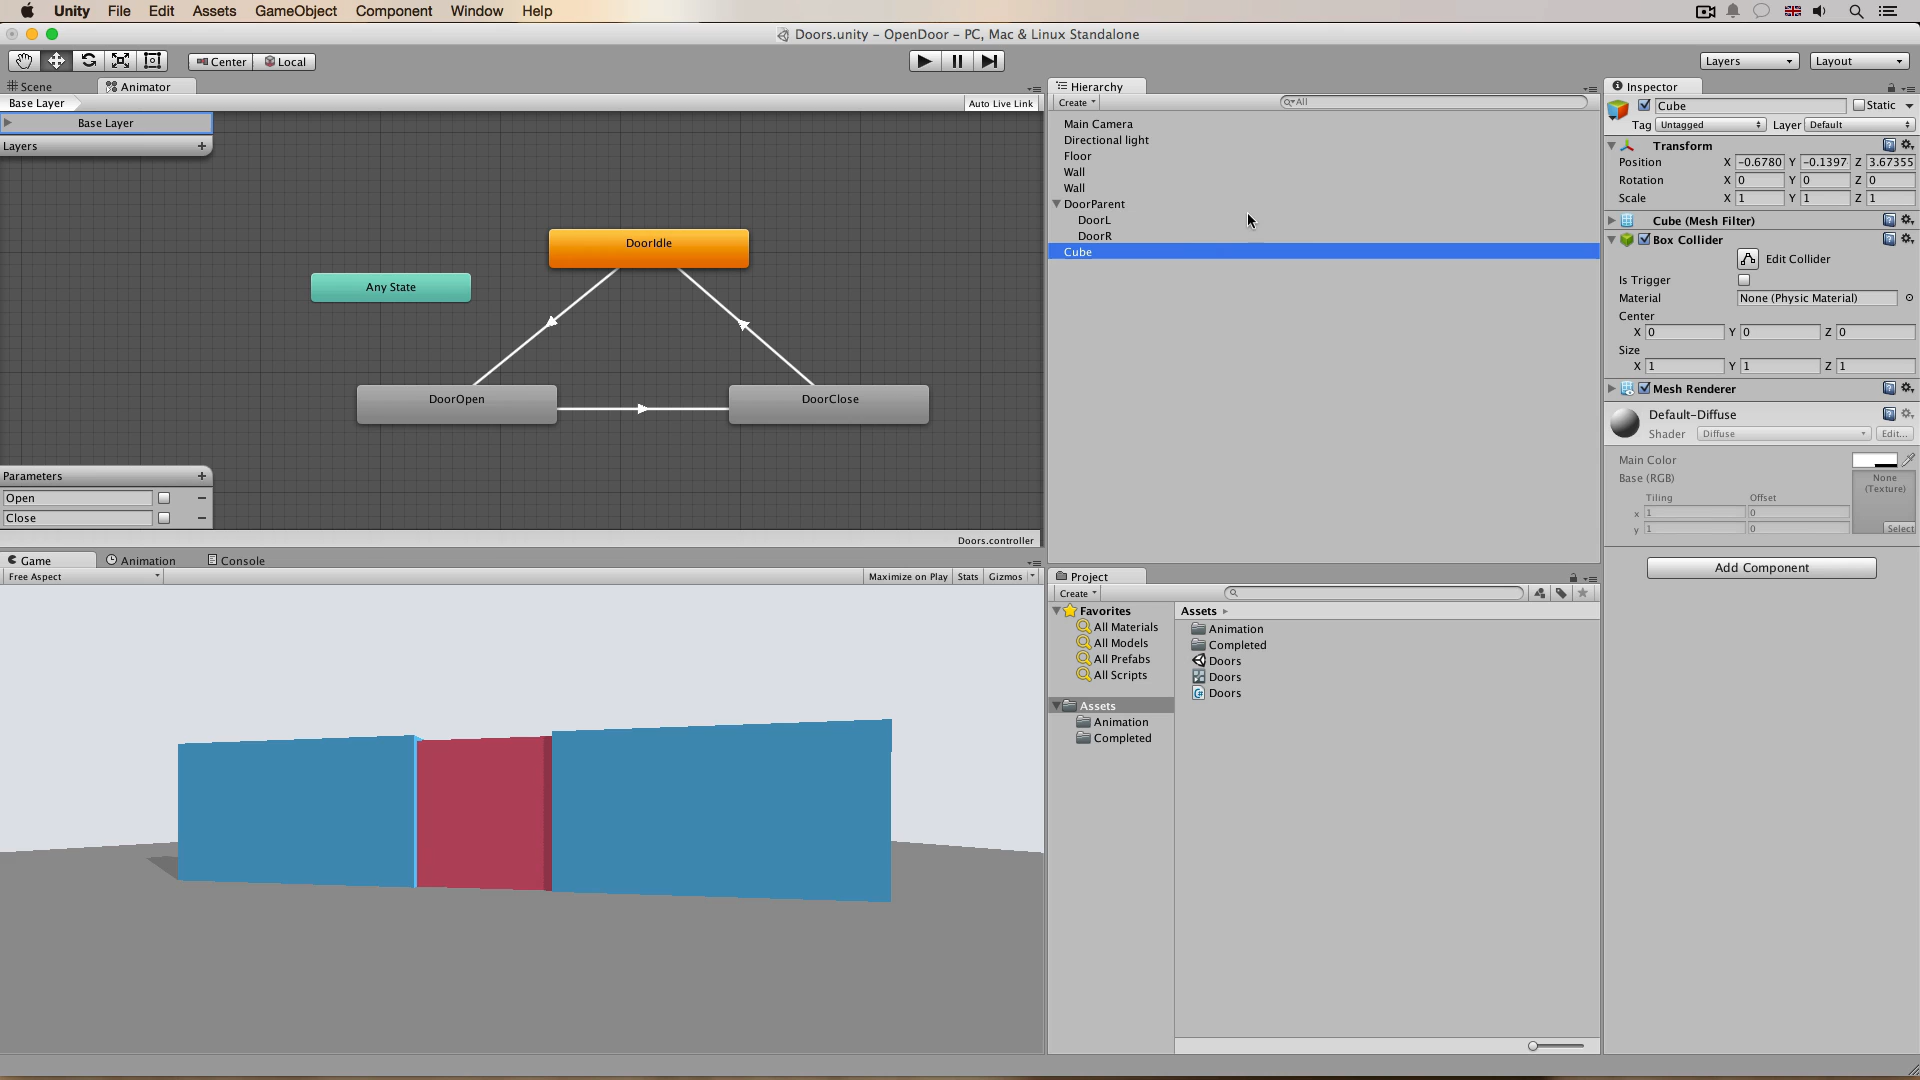 Unity File Edit Assets GameObject Component Window Help
Doors.unity - OpenDoor - PC, Mac & Linux Standalone
Center Local
Layers Layout
Scene Animator
Base Layer
Auto Live Link
Base Layer
Layers
DoorIdle
Any State
DoorOpen
DoorClose
Parameters
Open
Close
Doors.controller
Game Animation Console
Free Aspect
Maximize on Play Stats Gizmos
Hierarchy
Create
All
Main Camera
Directional light
Floor
Wall
Wall
DoorParent
DoorL
DoorR
Cube
Project
Create
Favorites
All Materials
All Models
All Prefabs
All Scripts
Assets
Animation
Completed
Assets
Animation
Completed
Doors
Doors
Doors
Inspector
Cube Static
Tag Untagged Layer Default
Transform
Position X -0.6780 Y -0.1397 Z 3.67355
Rotation X 0 Y 0 Z 0
Scale X 1 Y 1 Z 1
Cube (Mesh Filter)
Box Collider
Edit Collider
Is Trigger
Material None (Physic Material)
Center
X 0 Y 0 Z 0
Size
X 1 Y 1 Z 1
Mesh Renderer
Default-Diffuse
Shader Diffuse Edit...
Main Color
Base (RGB)
None
(Texture)
Tiling Offset
x 1 0
y 1 0
Select
Add Component